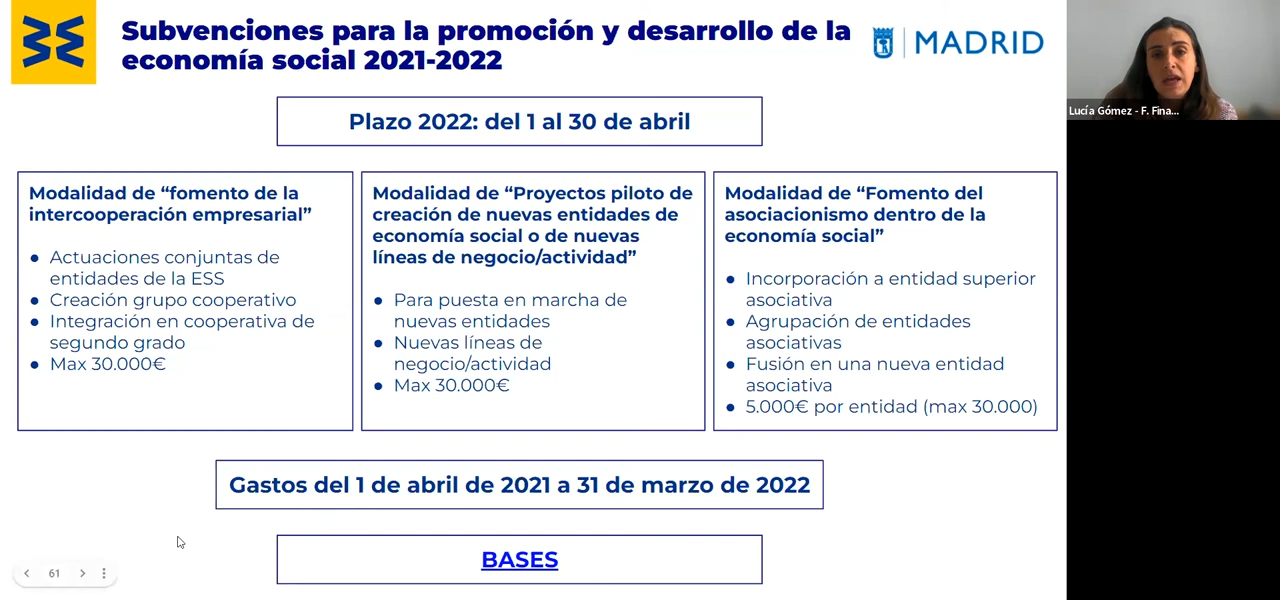 Subvenciones para la promoción y desarrollo de la
economía social 2021-2022
MADRID
Lucía Gómez - F. Fina...
Plazo 2022: del 1 al 30 de abril
Modalidad de “fomento de la
intercooperación empresarial”
● Actuaciones conjuntas de
entidades de la ESS
● Creación grupo cooperativo
● Integración en cooperativa de
segundo grado
● Max 30.000€
Modalidad de “Proyectos piloto de
creación de nuevas entidades de
economía social o de nuevas
líneas de negocio/actividad”
● Para puesta en marcha de
nuevas entidades
● Nuevas líneas de
negocio/actividad
● Max 30.000€
Modalidad de “Fomento del
asociacionismo dentro de la
economía social”
● Incorporación a entidad superior
asociativa
● Agrupación de entidades
asociativas
● Fusión en una nueva entidad
asociativa
● 5.000€ por entidad (max 30.000)
Gastos del 1 de abril de 2021 a 31 de marzo de 2022
BASES
61